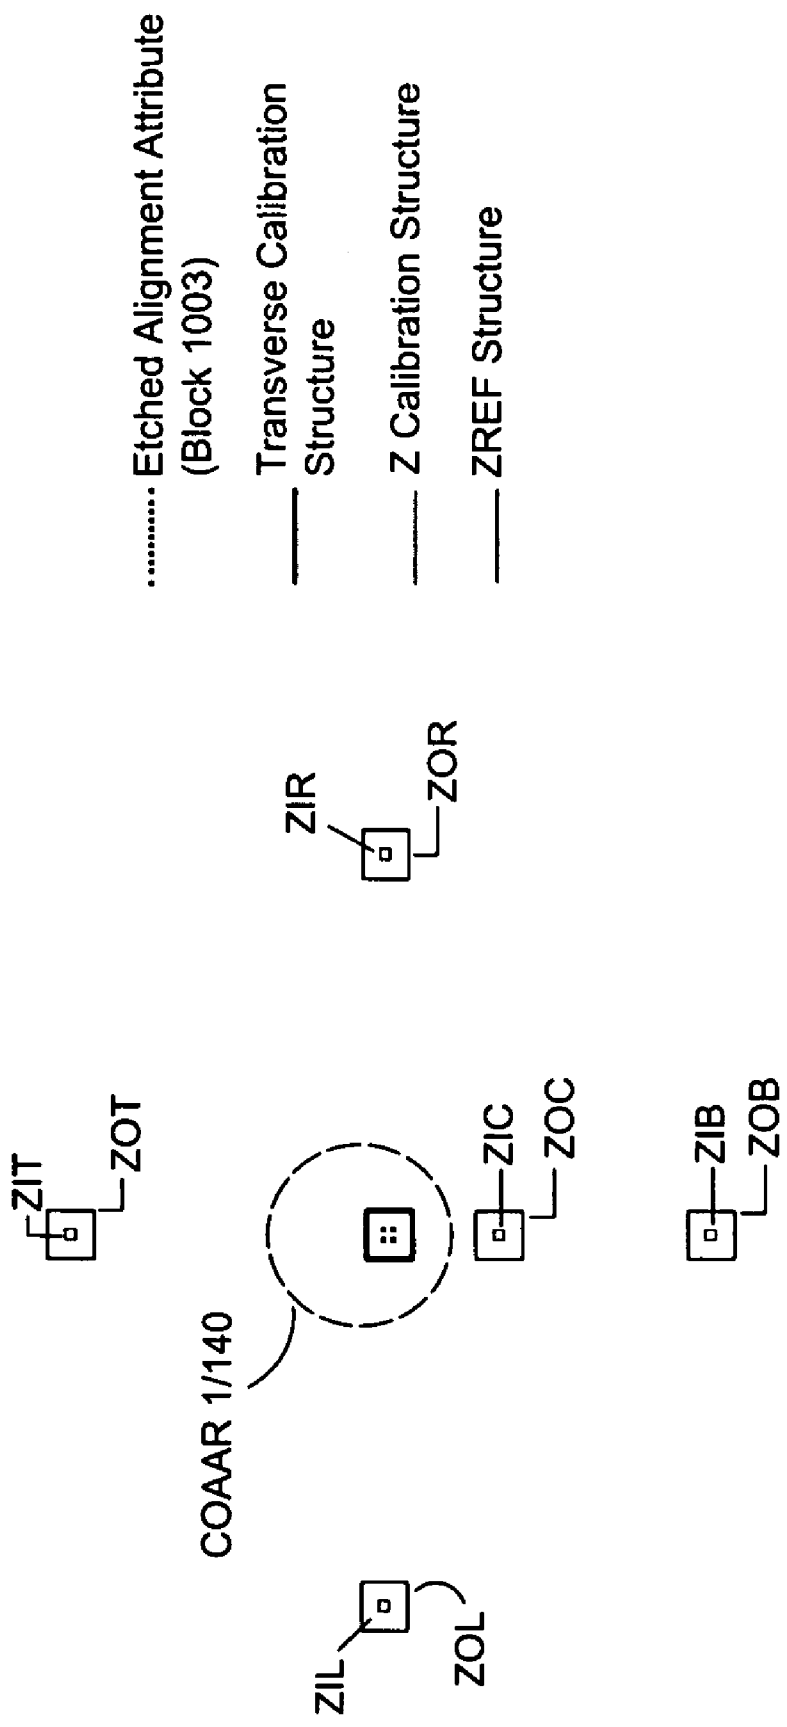 ZIT
ZOT
COAAR 1/140
ZIL
ZOL
ZIC
ZOC
ZIR
ZOR
ZIB
ZOB
Etched Alignment Attribute
(Block 1003)
Transverse Calibration
Structure
Z Calibration Structure
ZREF Structure